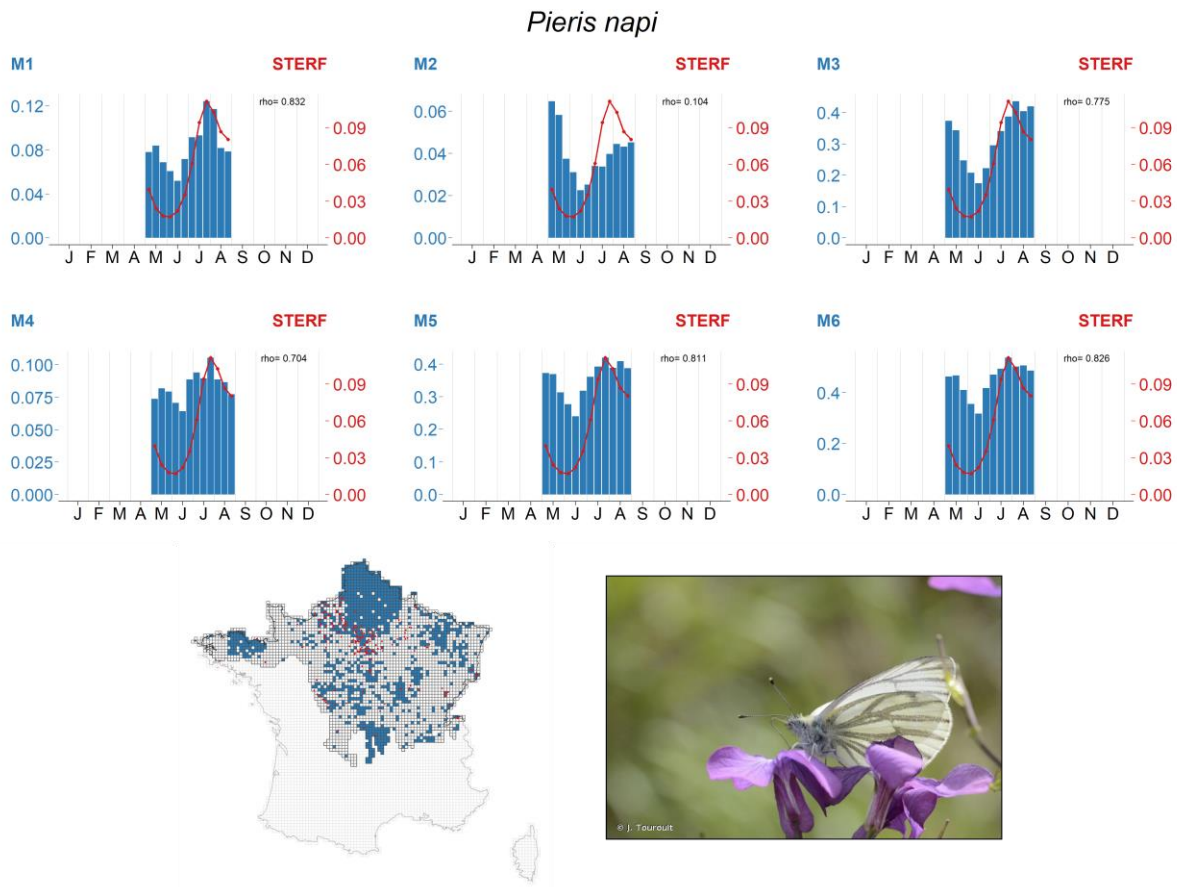 Pieris napi
M1 STERF M2 STERF M3 STERF
rho= 0.832 rho= 0.104 rho= 0.775
0.12 0.09 0.06 0.09 0.4 0.09
0.08 0.06 0.04 0.06 0.3 0.06
0.04 0.03 0.02 0.03 0.2 0.03
0.1
0.00 0.00 0.00 0.00 0.0 0.00
J F M A M J J A S O N D J F M A M J J A S O N D J F M A M J J A S O N D
M4 STERF M5 STERF M6 STERF
rho= 0.704 rho= 0.811 rho= 0.826
0.100 0.09 0.4 0.09 0.4 0.09
0.075 0.06 0.3 0.06 0.2 0.06
0.050 0.03 0.2 0.03 0.03
0.025 0.1
0.000 0.00 0.0 0.00 0.0 0.00
J F M A M J J A S O N D J F M A M J J A S O N D J F M A M J J A S O N D
© J. Touroult